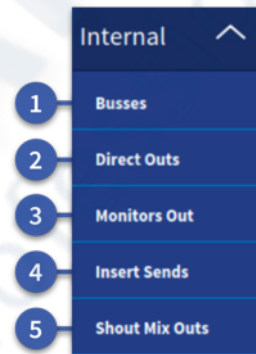 Internal
1 Busses
2 Direct Outs
3 Monitors Out
4 Insert Sends
5 Shout Mix Outs